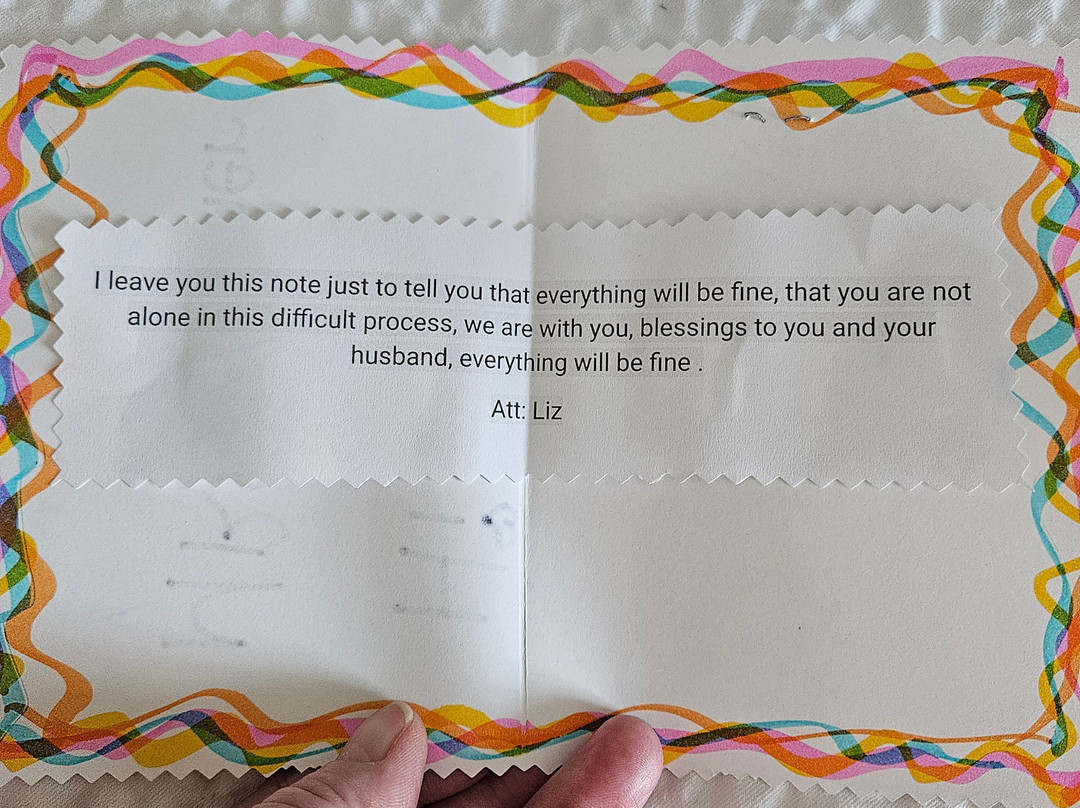 I leave you this note just to tell you that everything will be fine, that you are not
alone in this difficult process, we are with you, blessings to you and your
husband, everything will be fine .
Att: Liz